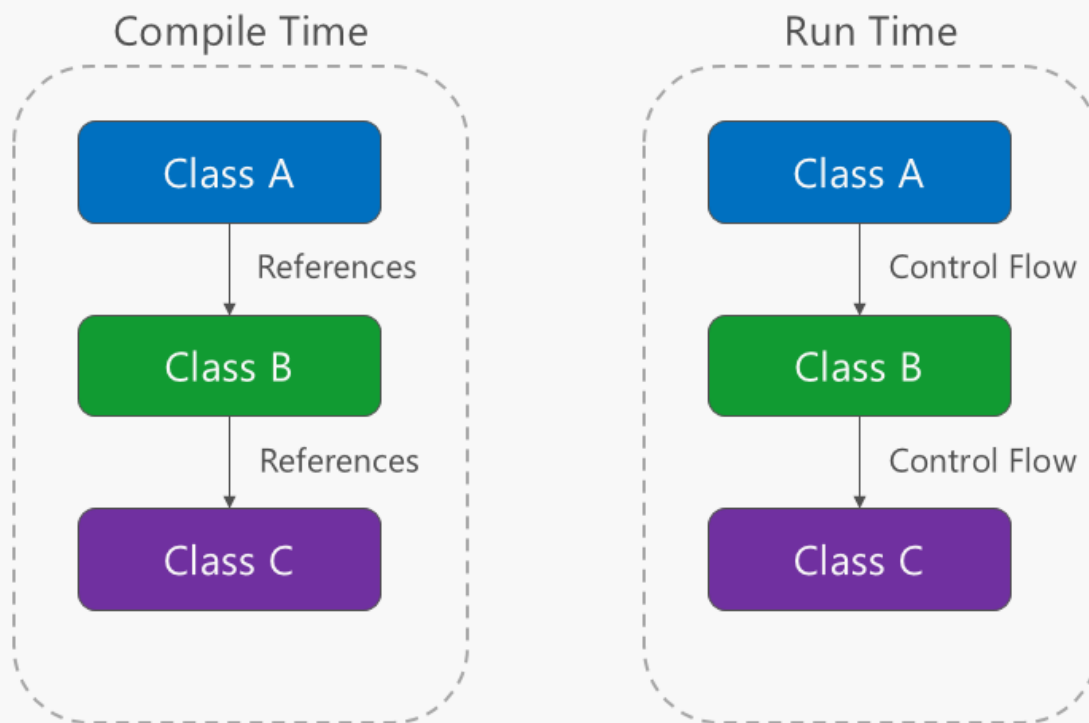 Compile Time
Class A
References
Class B
References
Class C
Run Time
Class A
Control Flow
Class B
Control Flow
Class C